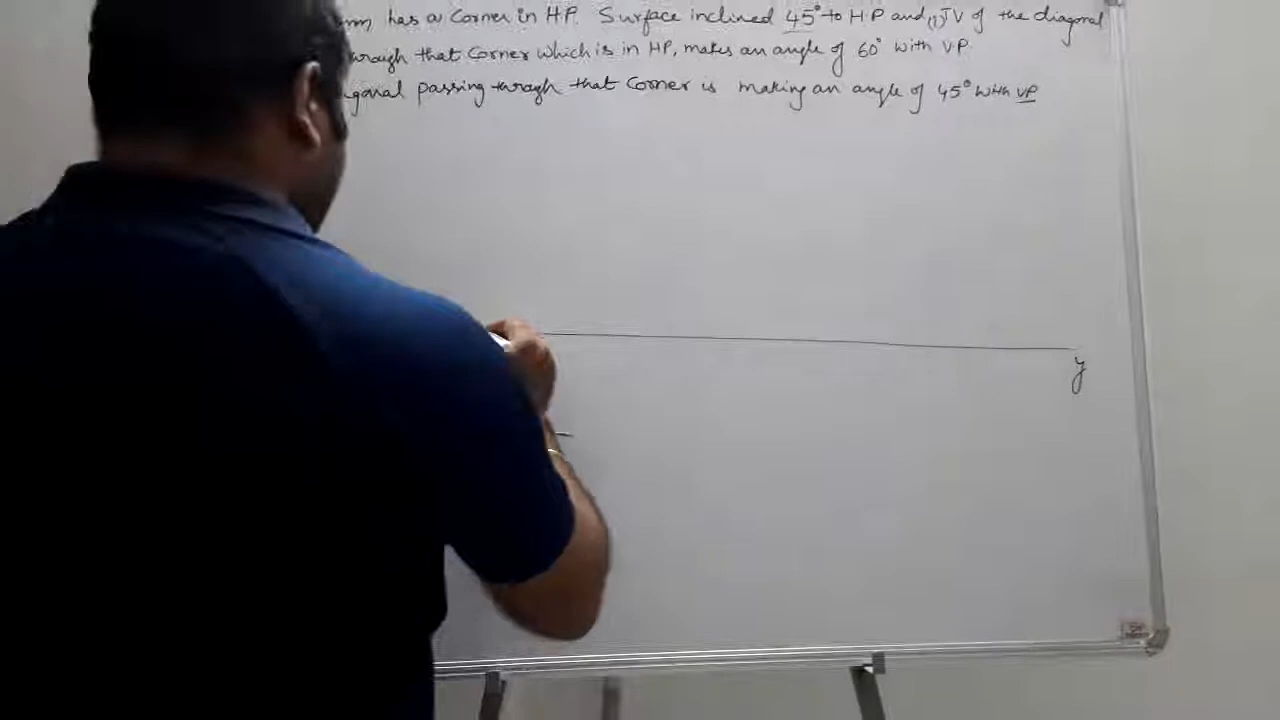 mm, has a Corner in HP. Surface inclined 45° to HP and (i) TV of the diagonal
through that Corner which is in HP, makes an angle of 60° with VP.
gonal passing through that Corner is making an angle of 45° with VP
y